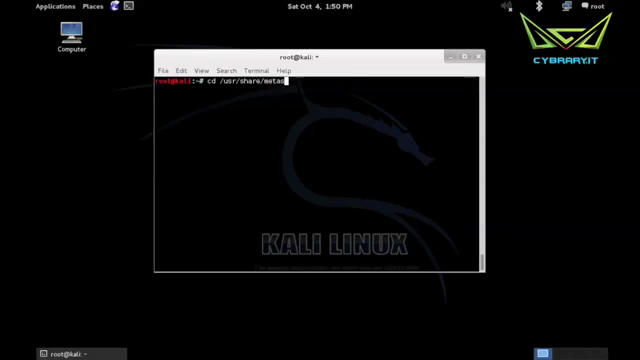 Applications Places Sat Oct 4, 1:50 PM root
Computer
CYBRARY.IT
root@kali: ~
File Edit View Search Terminal Help
root@kali:~# cd /usr/share/metas
KALI LINUX
root@kali: ~